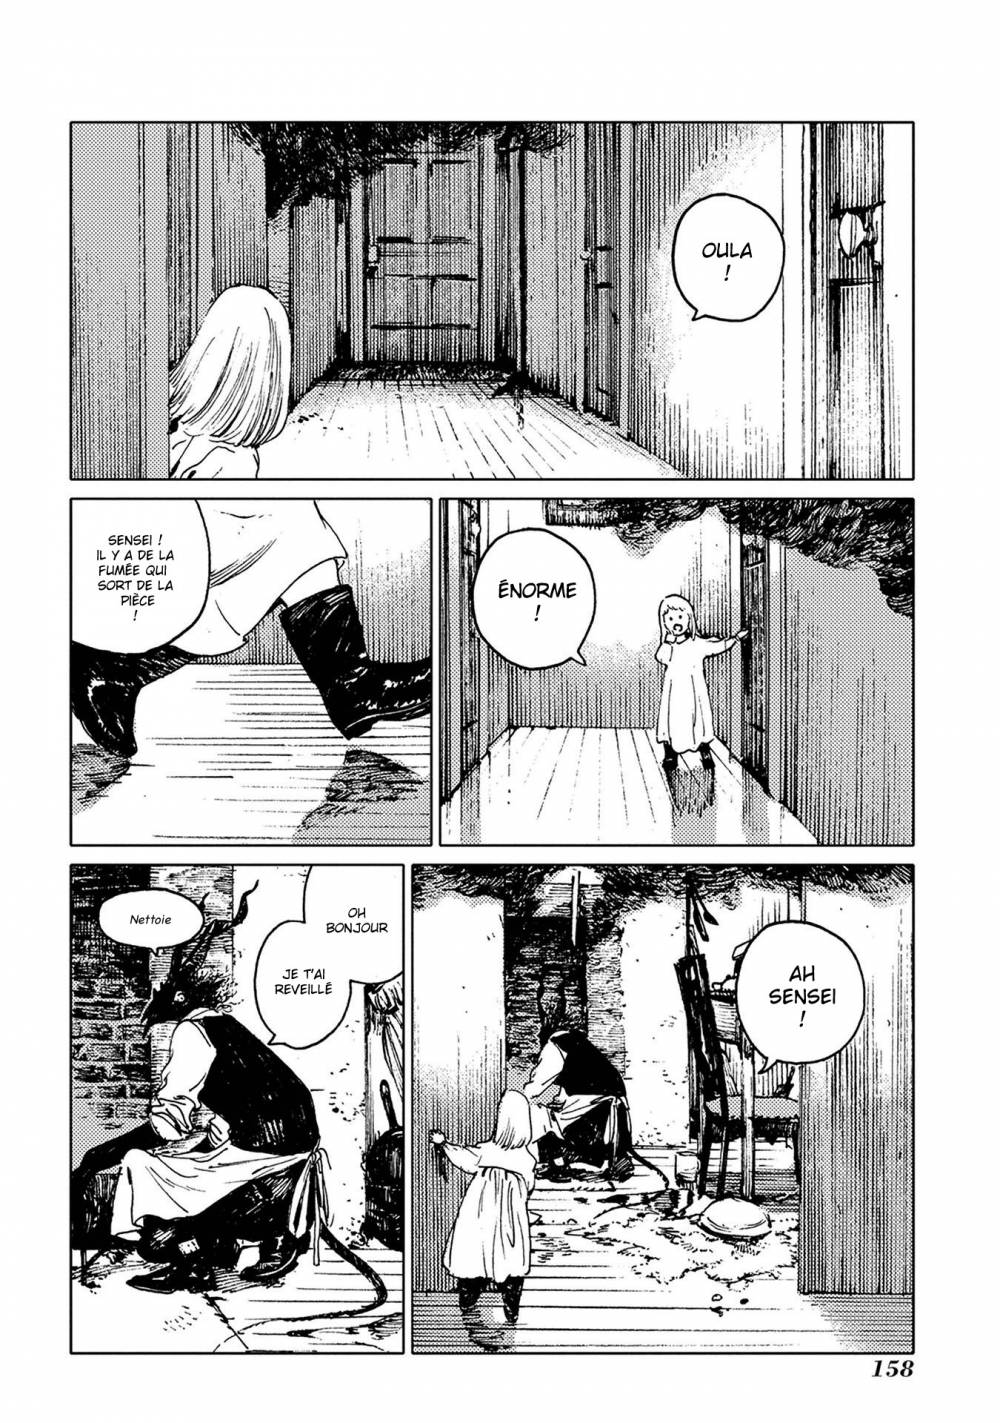 OULA
!
ÉNORME
!
SENSEI !
IL Y A DE LA
FUMÉE QUI
SORT DE LA
PIÈCE
!
AH
SENSEI
!
OH
BONJOUR
JE T'AI
REVEILLÉ
Nettoie
158